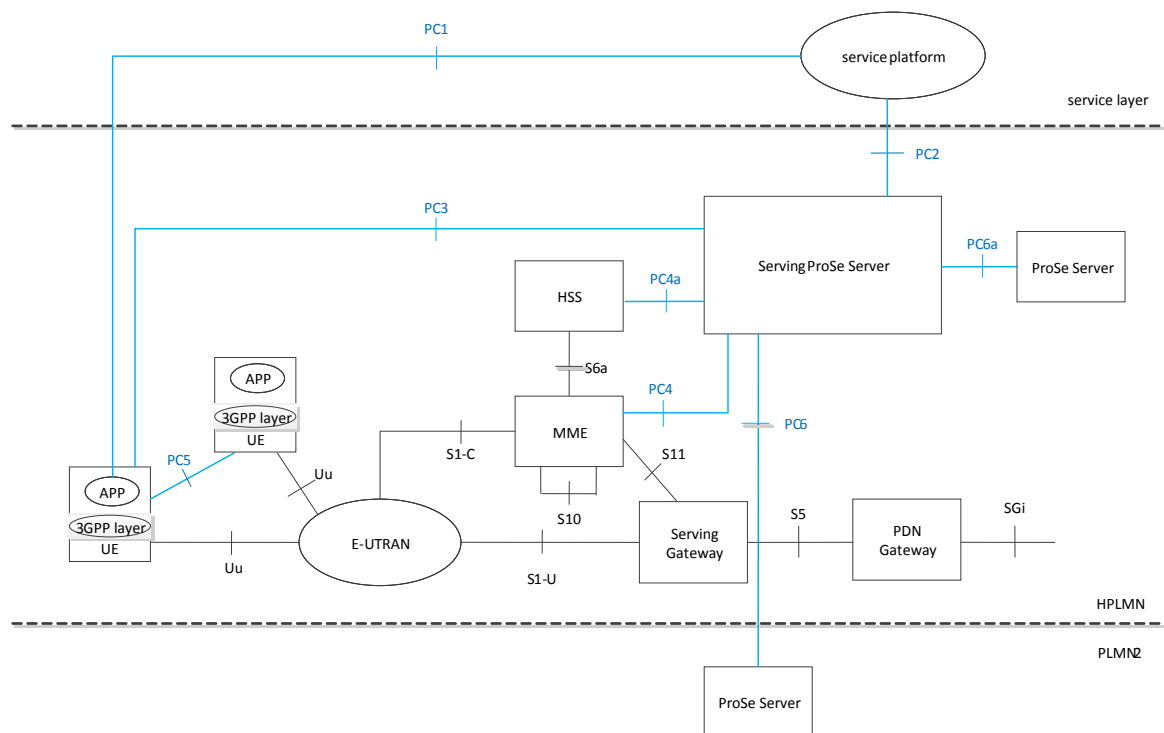 PC1
service platform
service layer
PC2
PC3
Serving ProSe Server
PC6a
ProSe Server
HSS
PC4a
S6a
APP
3GPP layer
UE
PC4
MME
PC6
S1-C
S11
PC5
Uu
APP
3GPP layer
UE
S10
E-UTRAN
Serving
Gateway
S5
PDN
Gateway
SGi
Uu
S1-U
HPLMN
PLMN2
ProSe Server